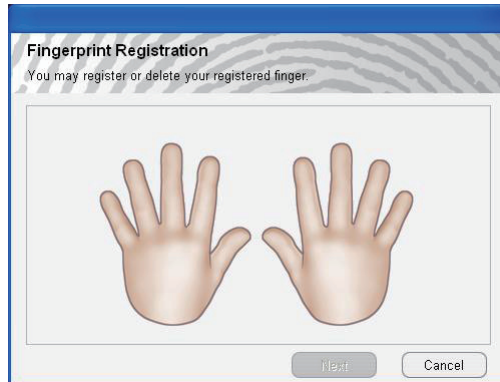 Fingerprint Registration
You may register or delete your registered finger.
Next
Cancel